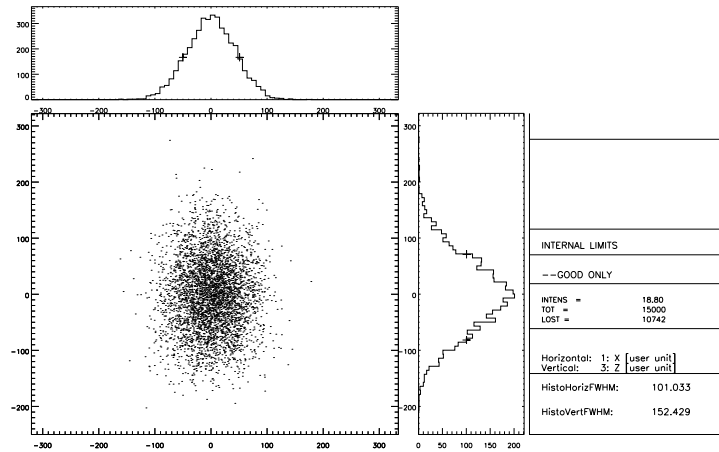 300
200
100
0
-300 -200 -100 0 100 200 300
300
200
100
0
-100
-200
-300 -200 -100 0 100 200 300
300
200
100
0
-100
-200
0 50 100 150 200
INTERNAL LIMITS
--GOOD ONLY
INTENS = 18.80
TOT = 15000
LOST = 10742
Horizontal: 1: X [user unit]
Vertical: 3: Z [user unit]
HistoHorizFWHM: 101.033
HistoVertFWHM: 152.429